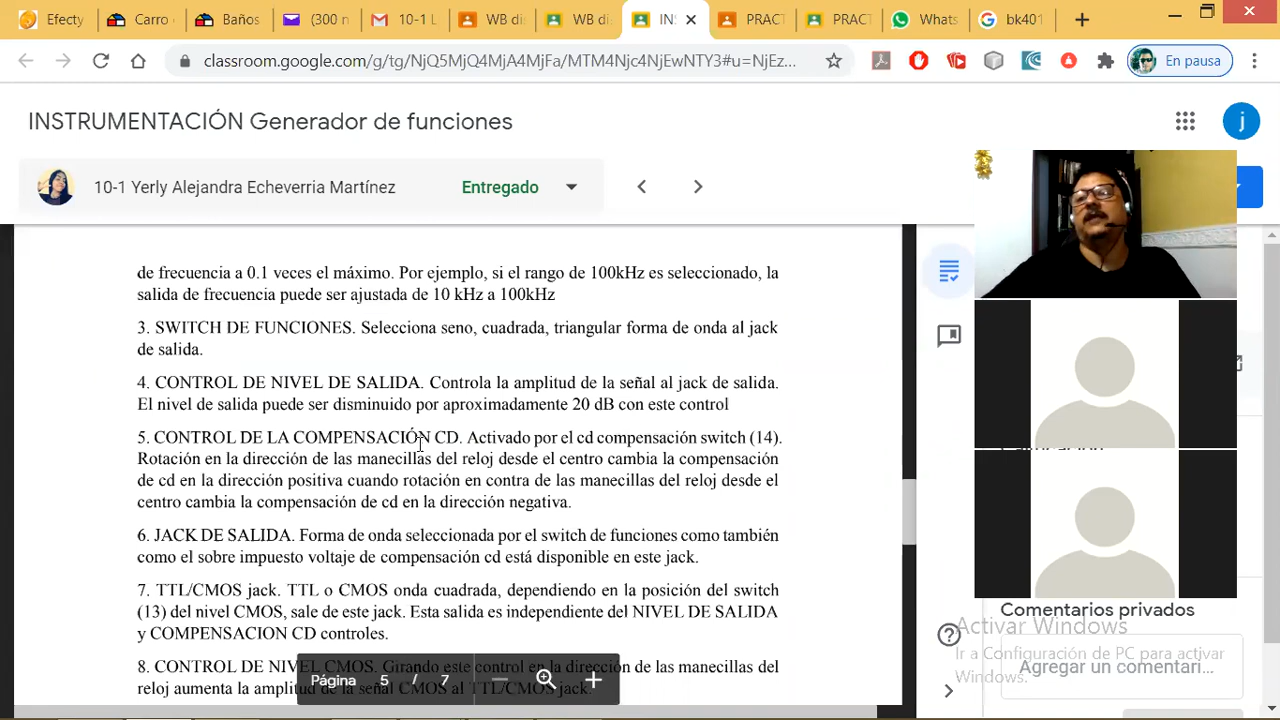 Efecty
Carro
Baños
(300 n
10-1 L
WB di
WB di
IN
PRACT
PRACT
Whats
bk401
classroom.google.com/g/tg/NjQ5MjQ4MjA4MjFa/MTM4Njc4NjEwNTY3#u=NjEz...
En pausa
INSTRUMENTACIÓN Generador de funciones
j
10-1 Yerly Alejandra Echeverria Martínez
Entregado
de frecuencia a 0.1 veces el máximo. Por ejemplo, si el rango de 100kHz es seleccionado, la
salida de frecuencia puede ser ajustada de 10 kHz a 100kHz
3. SWITCH DE FUNCIONES. Selecciona seno, cuadrada, triangular forma de onda al jack
de salida.
4. CONTROL DE NIVEL DE SALIDA. Controla la amplitud de la señal al jack de salida.
El nivel de salida puede ser disminuido por aproximadamente 20 dB con este control
5. CONTROL DE LA COMPENSACIÓN CD. Activado por el cd compensación switch (14).
Rotación en la dirección de las manecillas del reloj desde el centro cambia la compensación
de cd en la dirección positiva cuando rotación en contra de las manecillas del reloj desde el
centro cambia la compensación de cd en la dirección negativa.
6. JACK DE SALIDA. Forma de onda seleccionada por el switch de funciones como también
como el sobre impuesto voltaje de compensación cd está disponible en este jack.
7. TTL/CMOS jack. TTL o CMOS onda cuadrada, dependiendo en la posición del switch
(13) del nivel CMOS, sale de este jack. Esta salida es independiente del NIVEL DE SALIDA
y COMPENSACION CD controles.
8. CONTROL DE NIVEL CMOS. Girando este control en la dirección de las manecillas del
reloj aumenta la amplitud de la señal CMOS al TTL/CMOS jack.
Página 5 / 7
Comentarios privados
Activar Windows
Ir a Configuración de PC para activar
Windows.
Agregar un comentari...